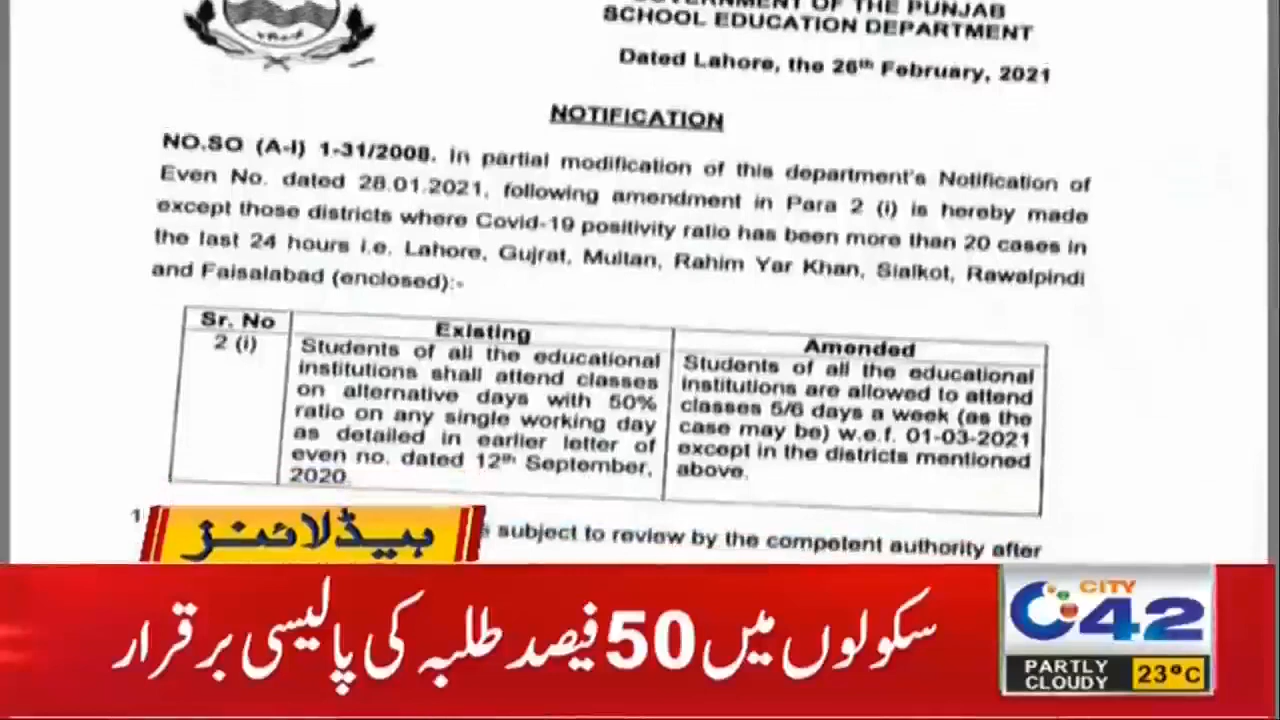 GOVERNMENT OF THE PUNJAB
SCHOOL EDUCATION DEPARTMENT
Dated Lahore, the 26th February, 2021
NOTIFICATION
NO.SO (A-I) 1-31/2008. In partial modification of this department's Notification of
Even No. dated 28.01.2021, following amendment in Para 2 (i) is hereby made
except those districts where Covid-19 positivity ratio has been more than 20 cases in
the last 24 hours i.e. Lahore, Gujrat, Multan, Rahim Yar Khan, Sialkot, Rawalpindi
and Faisalabad (enclosed):-
Sr. No
Existing
Amended
2 (i)
Students of all the educational
institutions shall attend classes
on alternative days with 50%
ratio on any single working day
as detailed in earlier letter of
even no. dated 12th September,
2020.
Students of all the educational
institutions are allowed to attend
classes 5/6 days a week (as the
case may be) w.e.f. 01-03-2021
except in the districts mentioned
above.
1
subject to review by the competent authority after
ہیڈلائنز
سکولوں میں 50 فیصد طلبہ کی پالیسی برقرار
CITY
42
PARTLY
CLOUDY
23°C